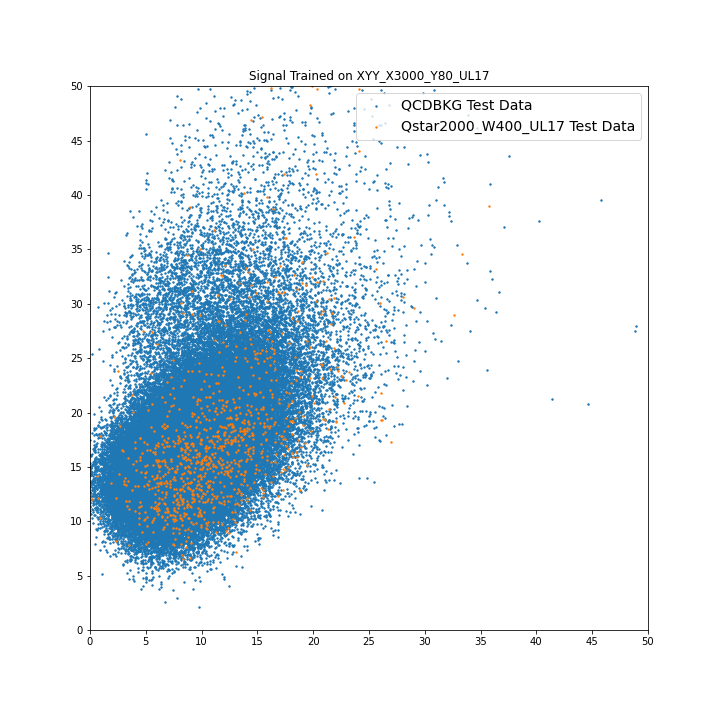 Signal Trained on XYY_X3000_Y80_UL17
QCDBKG Test Data
Qstar2000_W400_UL17 Test Data
50
45
40
35
30
25
20
15
10
5
0
0 5 10 15 20 25 30 35 40 45 50